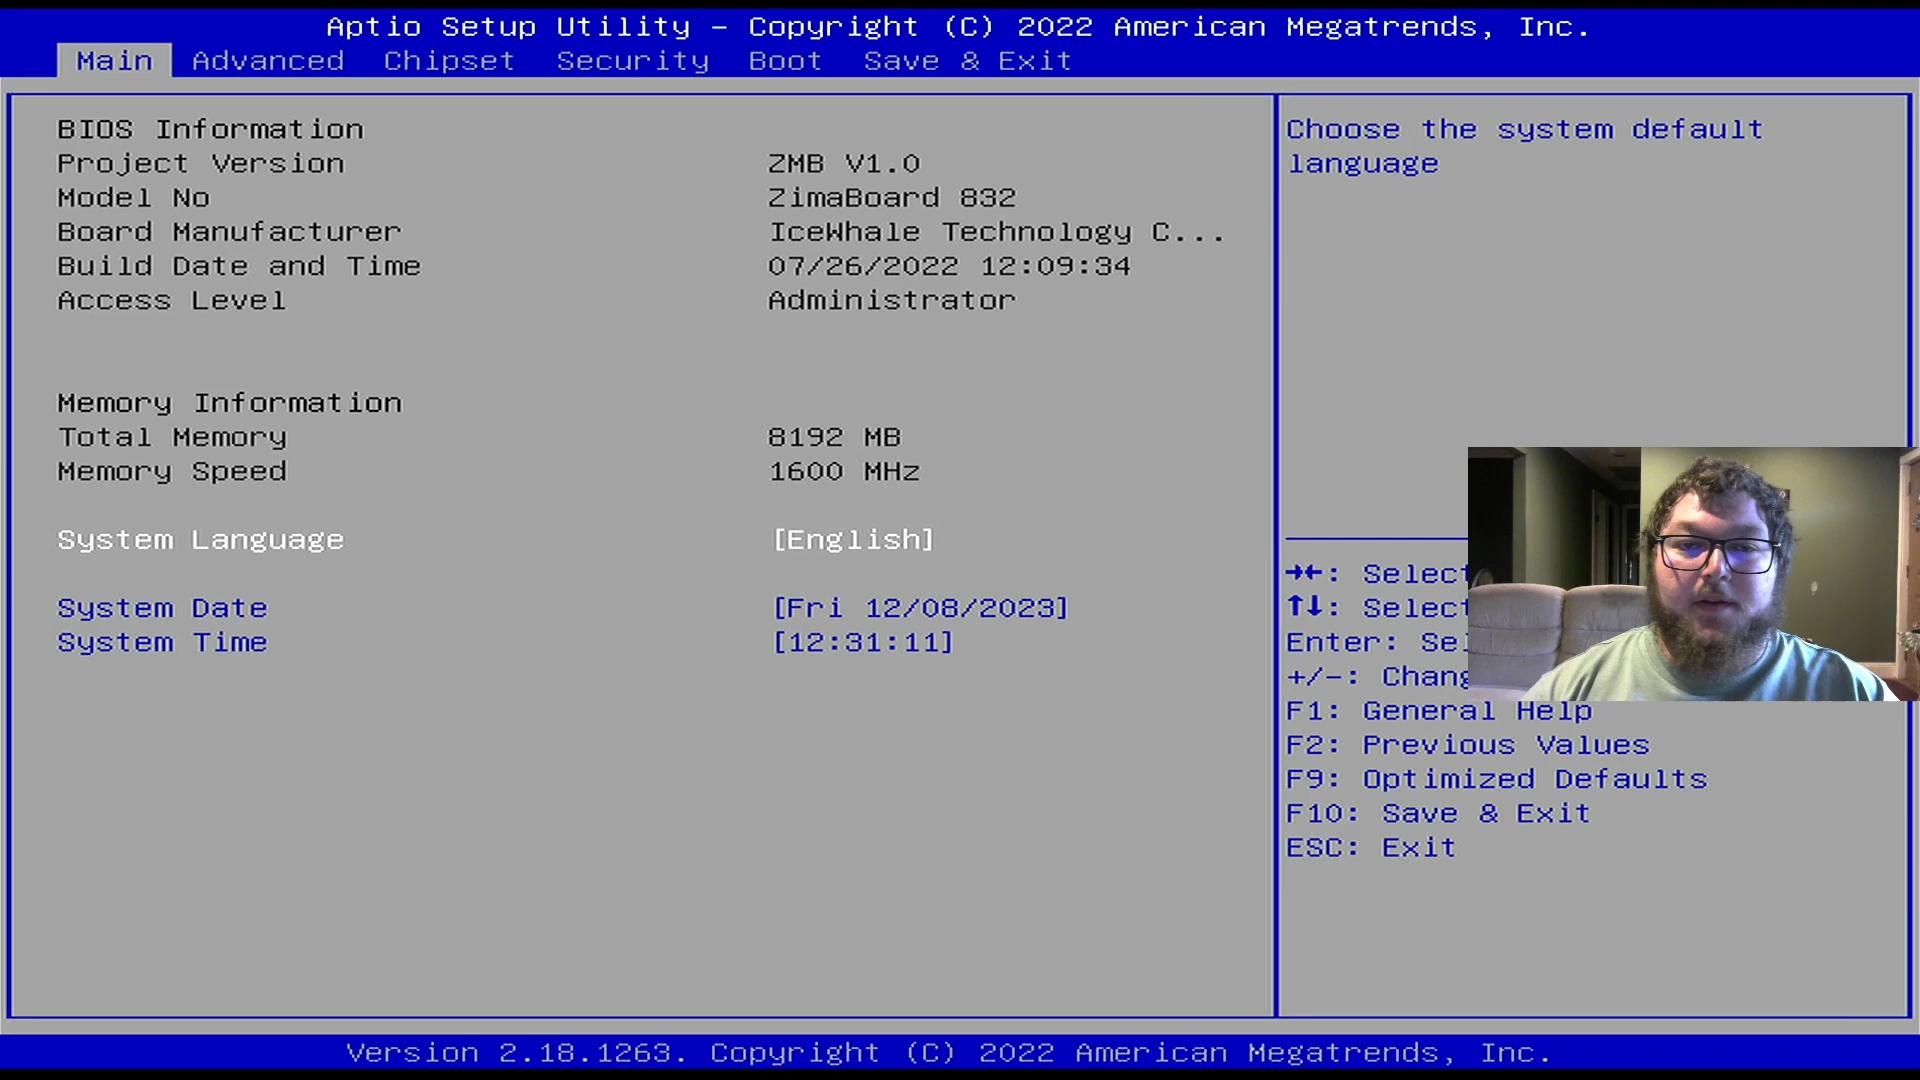 Aptio Setup Utility - Copyright (C) 2022 American Megatrends, Inc.
Main Advanced Chipset Security Boot Save & Exit
BIOS Information
Project Version ZMB V1.0
Model No ZimaBoard 832
Board Manufacturer IceWhale Technology C...
Build Date and Time 07/26/2022 12:09:34
Access Level Administrator
Memory Information
Total Memory 8192 MB
Memory Speed 1600 MHz
System Language [English]
System Date [Fri 12/08/2023]
System Time [12:31:11]
Choose the system default
language
→←: Select
↑↓: Select
Enter:
+/-:
F1: General Help
F2: Previous Values
F9: Optimized Defaults
F10: Save & Exit
ESC: Exit
Version 2.18.1263. Copyright (C) 2022 American Megatrends, Inc.